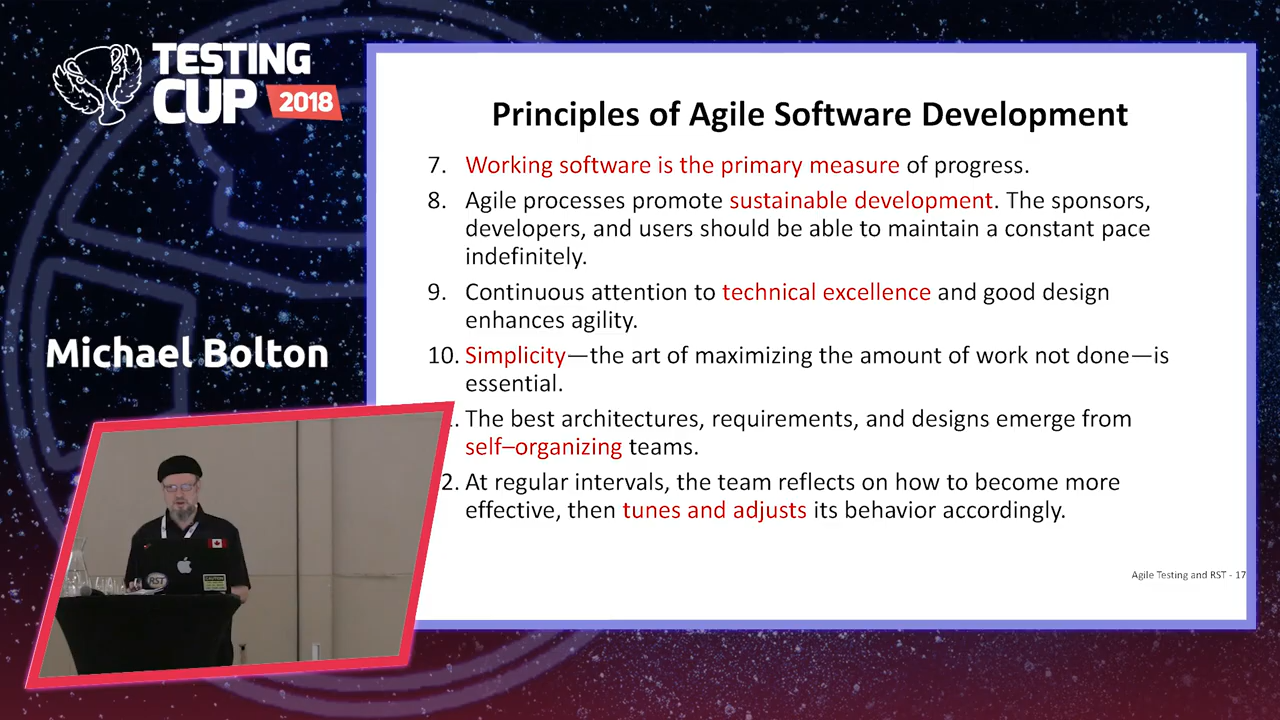 TESTING
CUP
2018
Michael Bolton
Principles of Agile Software Development
7. Working software is the primary measure of progress.
8. Agile processes promote sustainable development. The sponsors,
developers, and users should be able to maintain a constant pace
indefinitely.
9. Continuous attention to technical excellence and good design
enhances agility.
10. Simplicity—the art of maximizing the amount of work not done—is
essential.
. The best architectures, requirements, and designs emerge from
self–organizing teams.
2. At regular intervals, the team reflects on how to become more
effective, then tunes and adjusts its behavior accordingly.
Agile Testing and RST - 17
RST
CAUTION